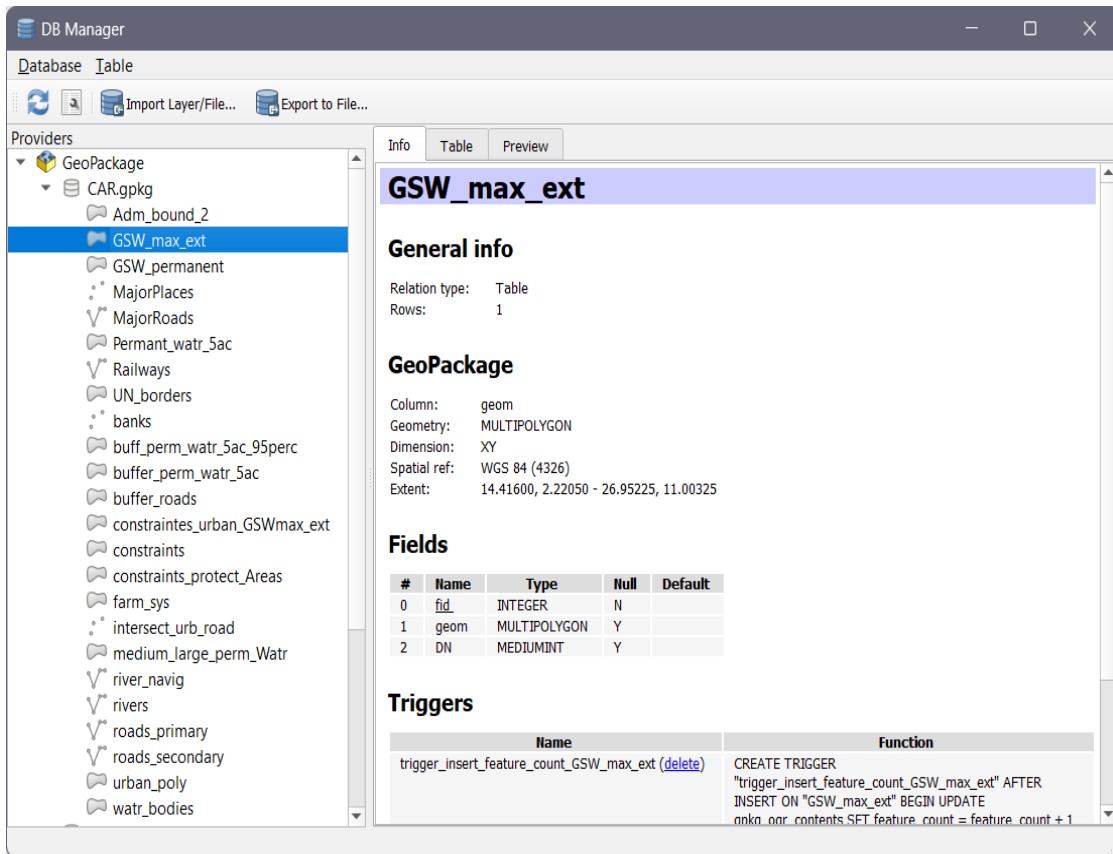 DB Manager
Database Table
Import Layer/File... Export to File...
Providers
GeoPackage
CAR.gpkg
Adm_bound_2
GSW_max_ext
GSW_permanent
MajorPlaces
MajorRoads
Permant_watr_5ac
Railways
UN_borders
banks
buff_perm_watr_5ac_95perc
buffer_perm_watr_5ac
buffer_roads
constraintes_urban_GSWmax_ext
constraints
constraints_protect_Areas
farm_sys
intersect_urb_road
medium_large_perm_Watr
river_navig
rivers
roads_primary
roads_secondary
urban_poly
watr_bodies
Info Table Preview
GSW_max_ext
General info
Relation type: Table
Rows: 1
GeoPackage
Column: geom
Geometry: MULTIPOLYGON
Dimension: XY
Spatial ref: WGS 84 (4326)
Extent: 14.41600, 2.22050 - 26.95225, 11.00325
Fields
# Name Type Null Default
0 fid INTEGER N
1 geom MULTIPOLYGON Y
2 DN MEDIUMINT Y
Triggers
Name Function
trigger_insert_feature_count_GSW_max_ext (delete) CREATE TRIGGER
"trigger_insert_feature_count_GSW_max_ext" AFTER
INSERT ON "GSW_max_ext" BEGIN UPDATE
gpkg_ogr_contents SET feature_count = feature_count + 1